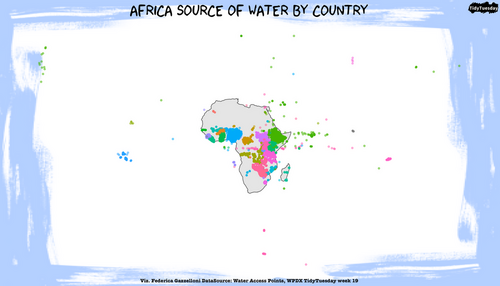 AFRICA SOURCE OF WATER BY COUNTRY
TidyTuesday
Viz. Federica Gazzelloni DataSource: Water Access Points, WPDX TidyTuesday week 19